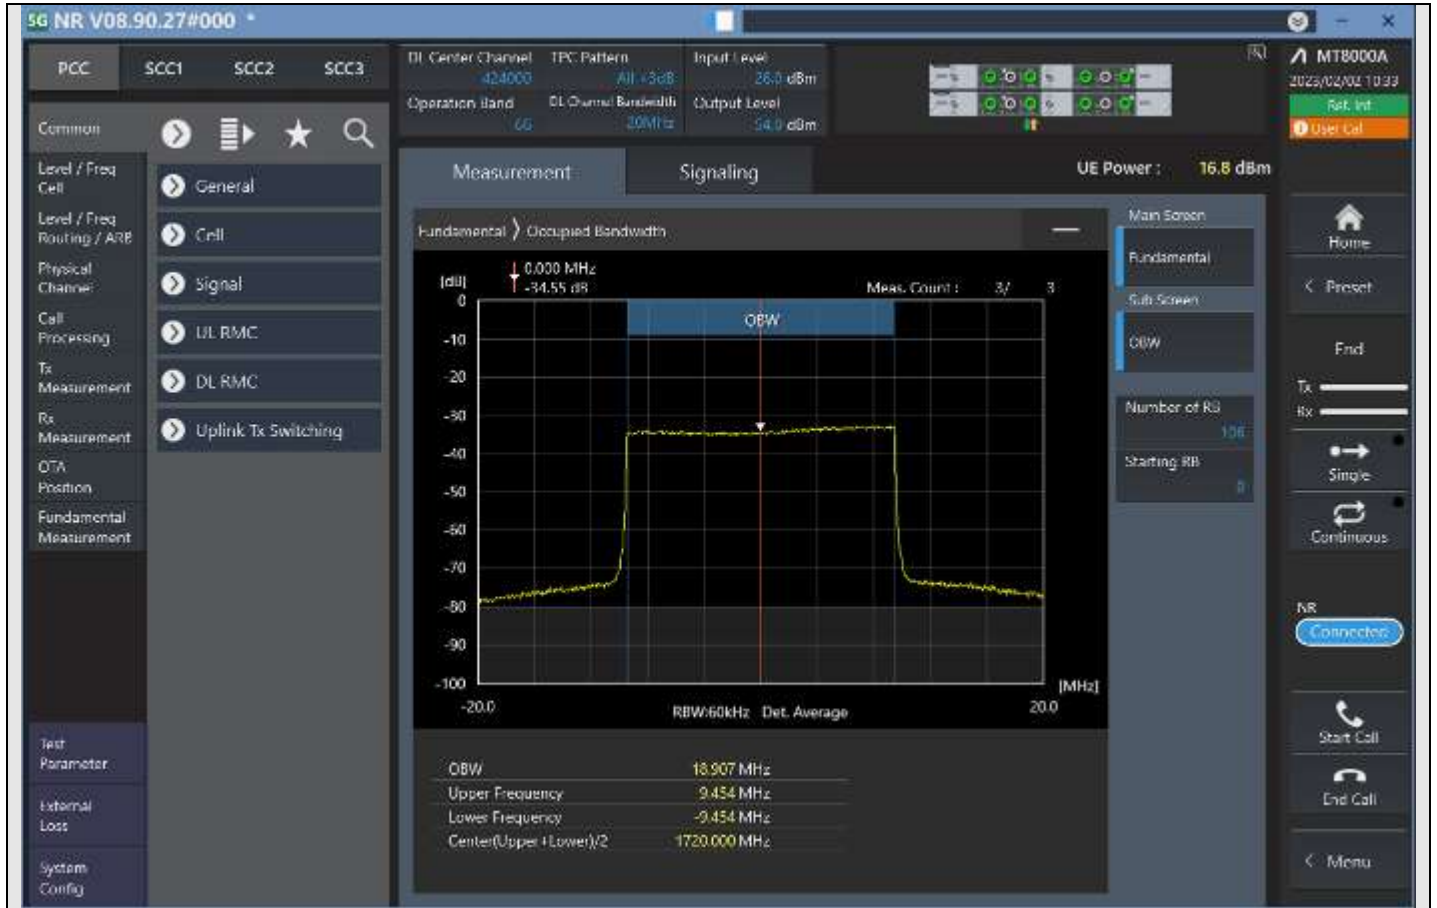 5G NR V08.90.27#000 *
PCC SCC1 SCC2 SCC3
DL Center Channel TPC Pattern Input Level
424000 All +3dB 26.0 dBm
Operation Band DL Channel Bandwidth Output Level
66 20MHz 54.0 dBm
MT8000A
2023/02/02 10:33
Ref. Int
User Cal
Common
Level / Freq
Cell
Level / Freq
Routing / ARB
Physical
Channel
Call
Processing
Tx
Measurement
Rx
Measurement
OTA
Position
Fundamental
Measurement
Test
Parameter
External
Loss
System
Config
General
Cell
Signal
UL RMC
DL RMC
Uplink Tx Switching
Measurement Signaling
UE Power : 16.8 dBm
Fundamental Occupied Bandwidth
[dB] 0.000 MHz
-34.55 dB Meas. Count : 3/ 3
OBW
0
-10
-20
-30
-40
-50
-60
-70
-80
-90
-100
[MHz]
-20.0 RBW:60kHz Det. Average 20.0
OBW 18.907 MHz
Upper Frequency 9.454 MHz
Lower Frequency -9.454 MHz
Center(Upper+Lower)/2 1720.000 MHz
Main Screen
Fundamental
Sub Screen
OBW
Number of RB
106
Starting RB
0
Home
< Preset
End
Tx
Rx
Single
Continuous
NR
Connected
Start Call
End Call
< Menu